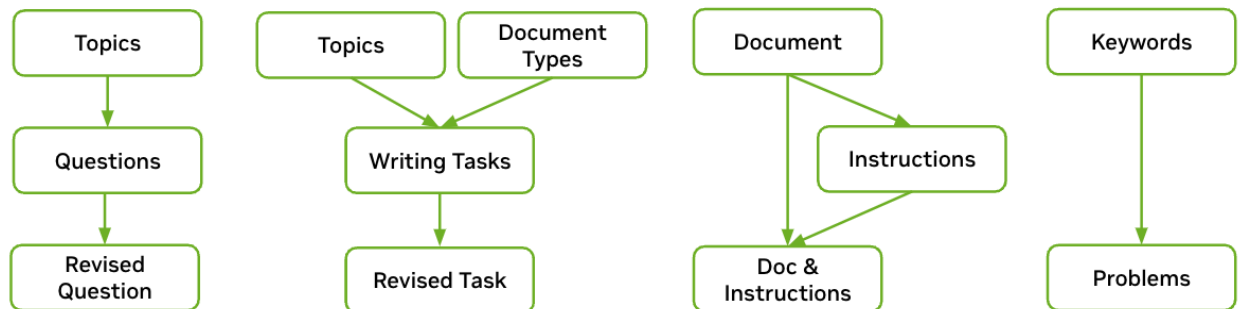 Topics
Topics
Document
Types
Document
Keywords
Questions
Writing Tasks
Instructions
Revised
Question
Revised Task
Doc &
Instructions
Problems